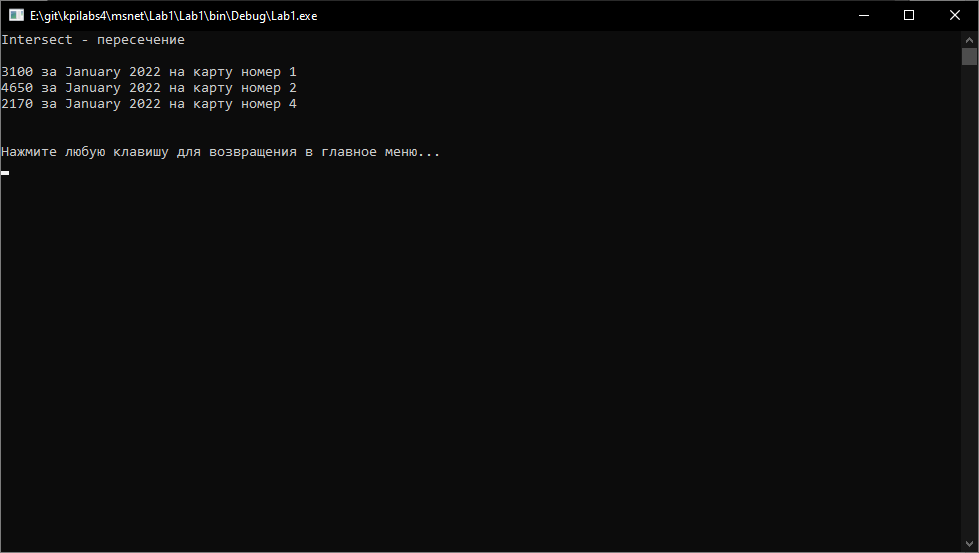 E:\git\kpilabs4\msnet\Lab1\Lab1\bin\Debug\Lab1.exe
Intersect - пересечение
3100 за January 2022 на карту номер 1
4650 за January 2022 на карту номер 2
2170 за January 2022 на карту номер 4
Нажмите любую клавишу для возвращения в главное меню...